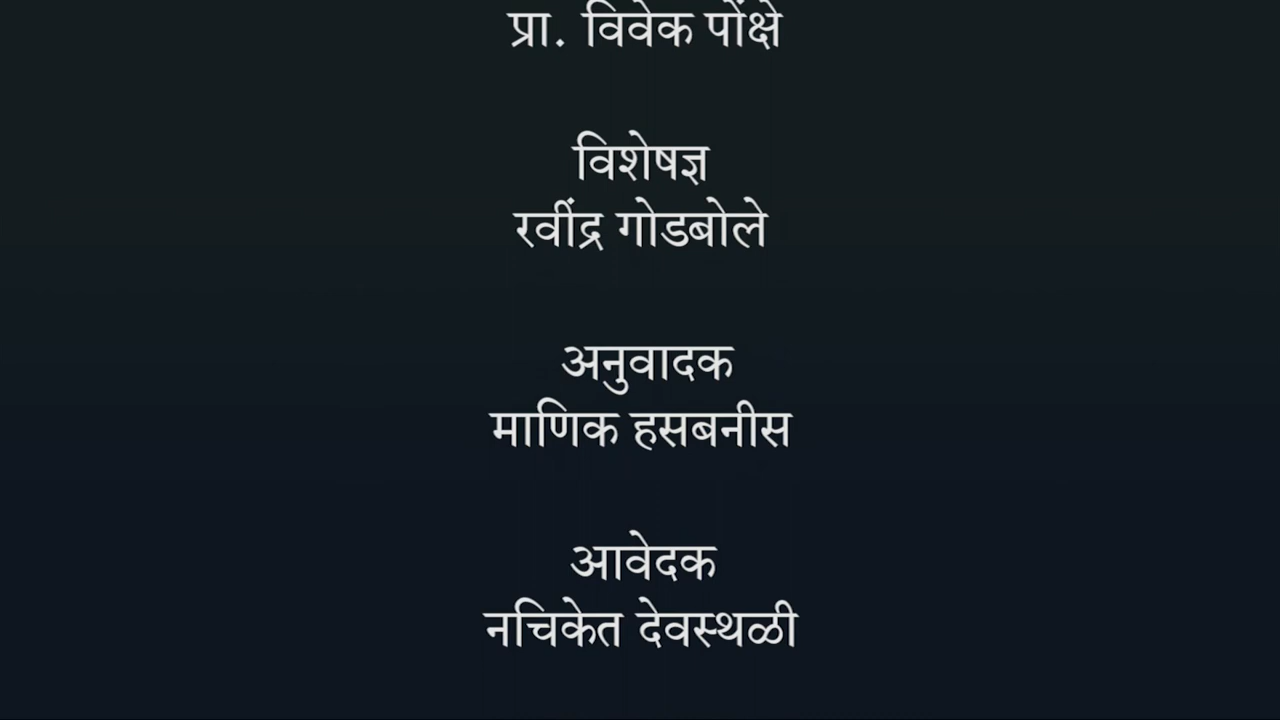 प्रा. विवेक पोंक्षे
विशेषज्ञ
रवींद्र गोडबोले
अनुवादक
माणिक हसबनीस
आवेदक
नचिकेत देवस्थळी